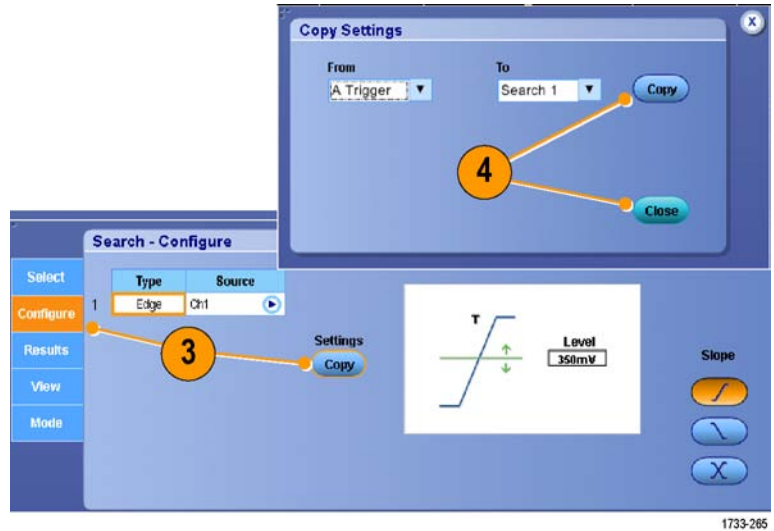 Copy Settings
X
From
To
A Trigger
Search 1
Copy
4
Close
Search - Configure
Select
Type
Source
Configure
1
Edge
Ch1
Results
3
Settings
Copy
T
Level
350mV
Slope
View
Mode
1733-265